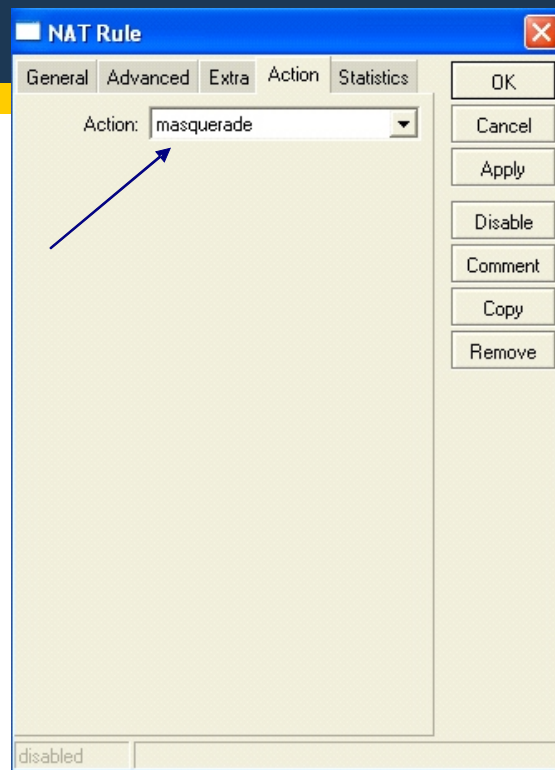 NAT Rule
General Advanced Extra Action Statistics
Action: masquerade
OK
Cancel
Apply
Disable
Comment
Copy
Remove
disabled